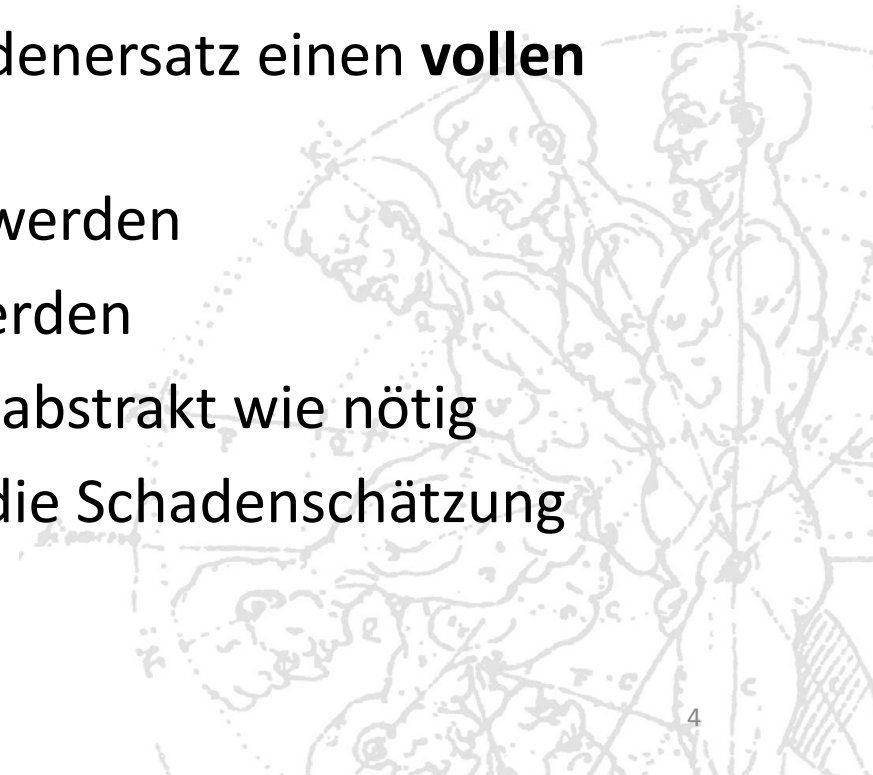 denersatz einen vollen
werden
erden
abstrakt wie nötig
die Schadenschätzung
4